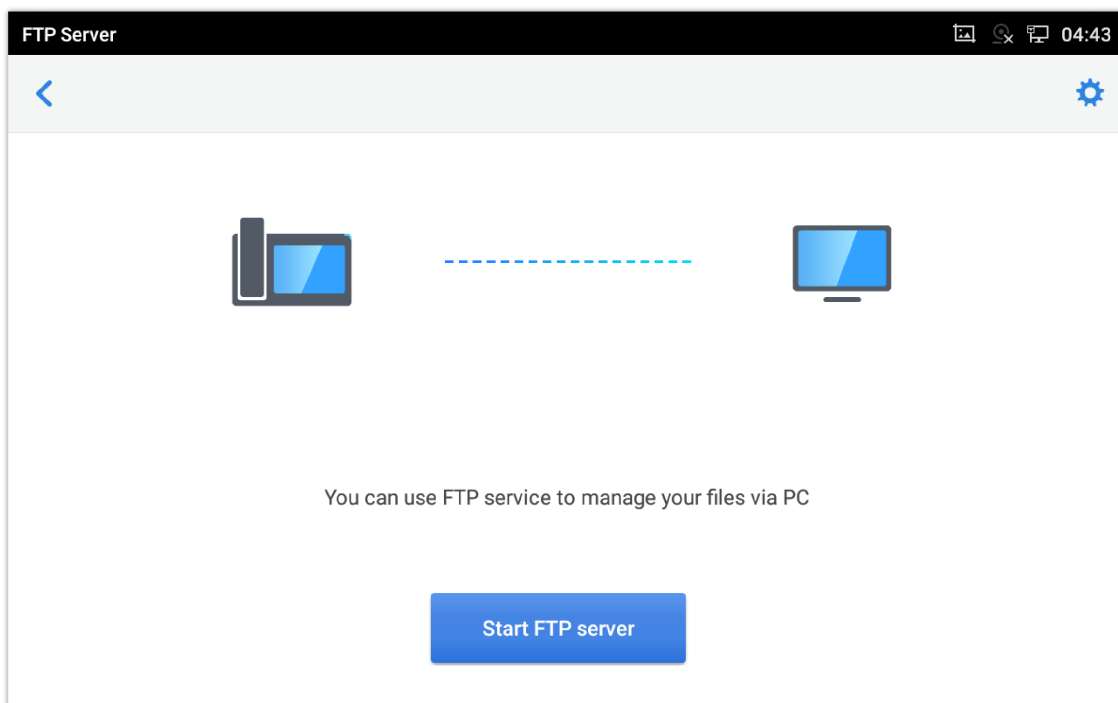 FTP Server
04:43
You can use FTP service to manage your files via PC
Start FTP server